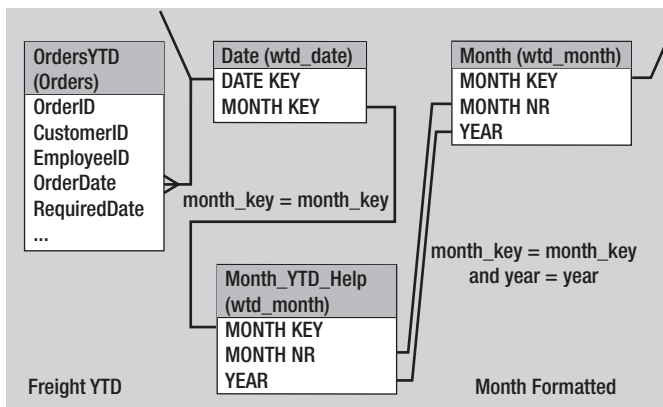 OrdersYTD
(Orders)
OrderID
CustomerID
EmployeeID
OrderDate
RequiredDate
...
Date (wtd_date)
DATE KEY
MONTH KEY
month_key = month_key
Month (wtd_month)
MONTH KEY
MONTH NR
YEAR
month_key = month_key
and year = year
Month_YTD_Help
(wtd_month)
MONTH KEY
MONTH NR
YEAR
Freight YTD
Month Formatted